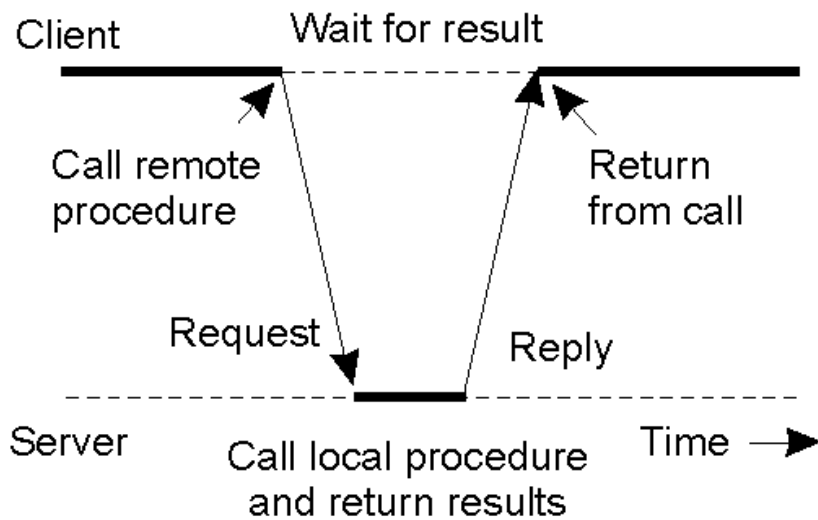 Client
Wait for result
Call remote
procedure
Return
from call
Request
Reply
Server
Call local procedure
and return results
Time